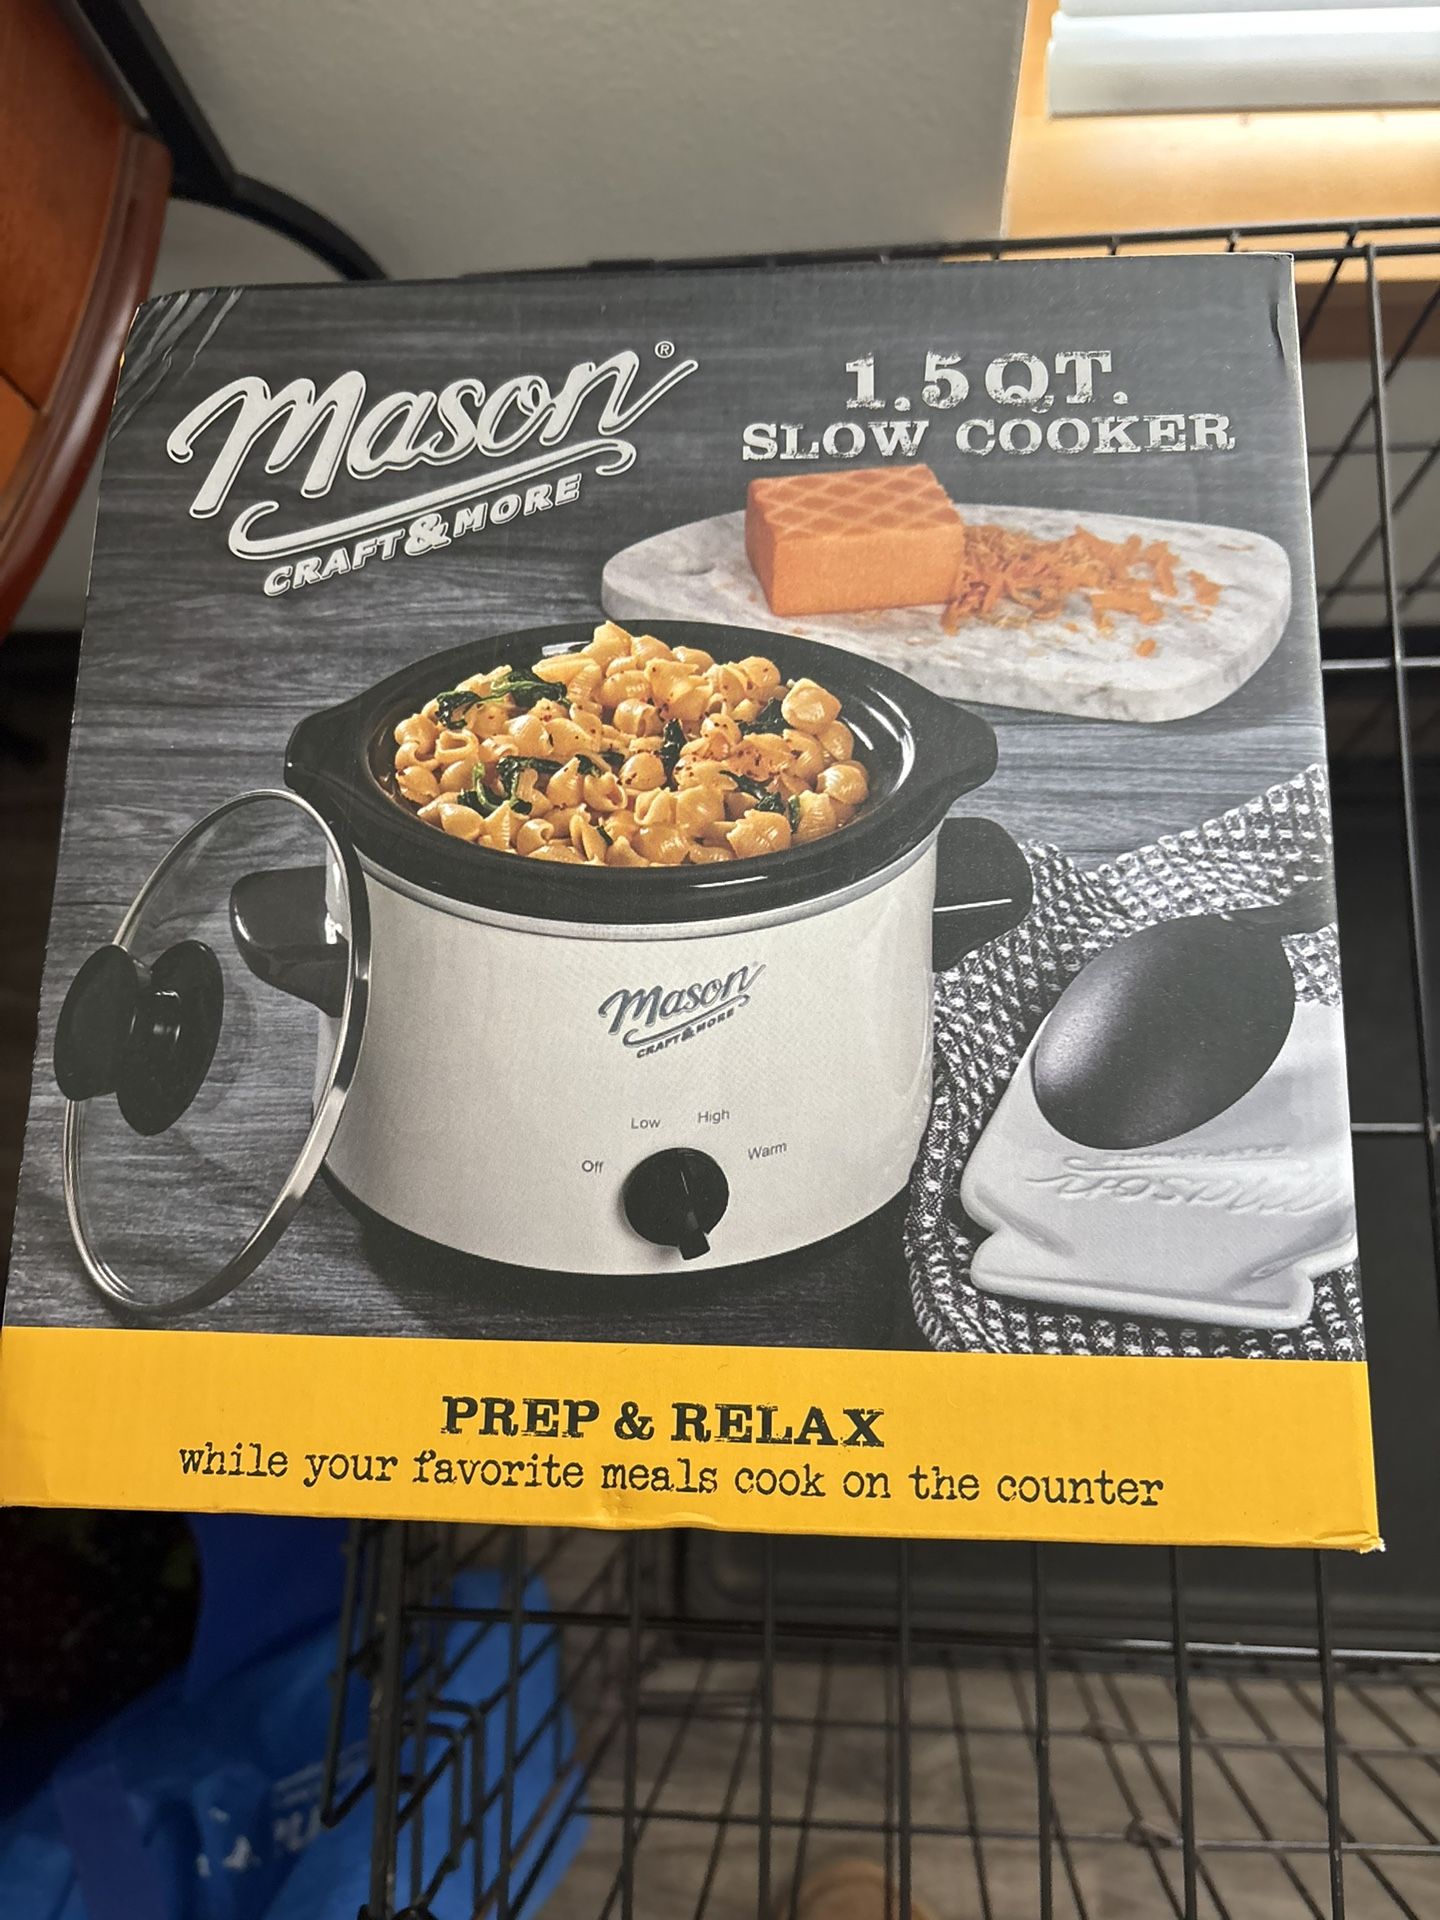 Mason®
CRAFT & MORE
1.5 QT.
SLOW COOKER
Mason
CRAFT & MORE
Low High
Off Warm
Mason
PREP & RELAX
while your favorite meals cook on the counter